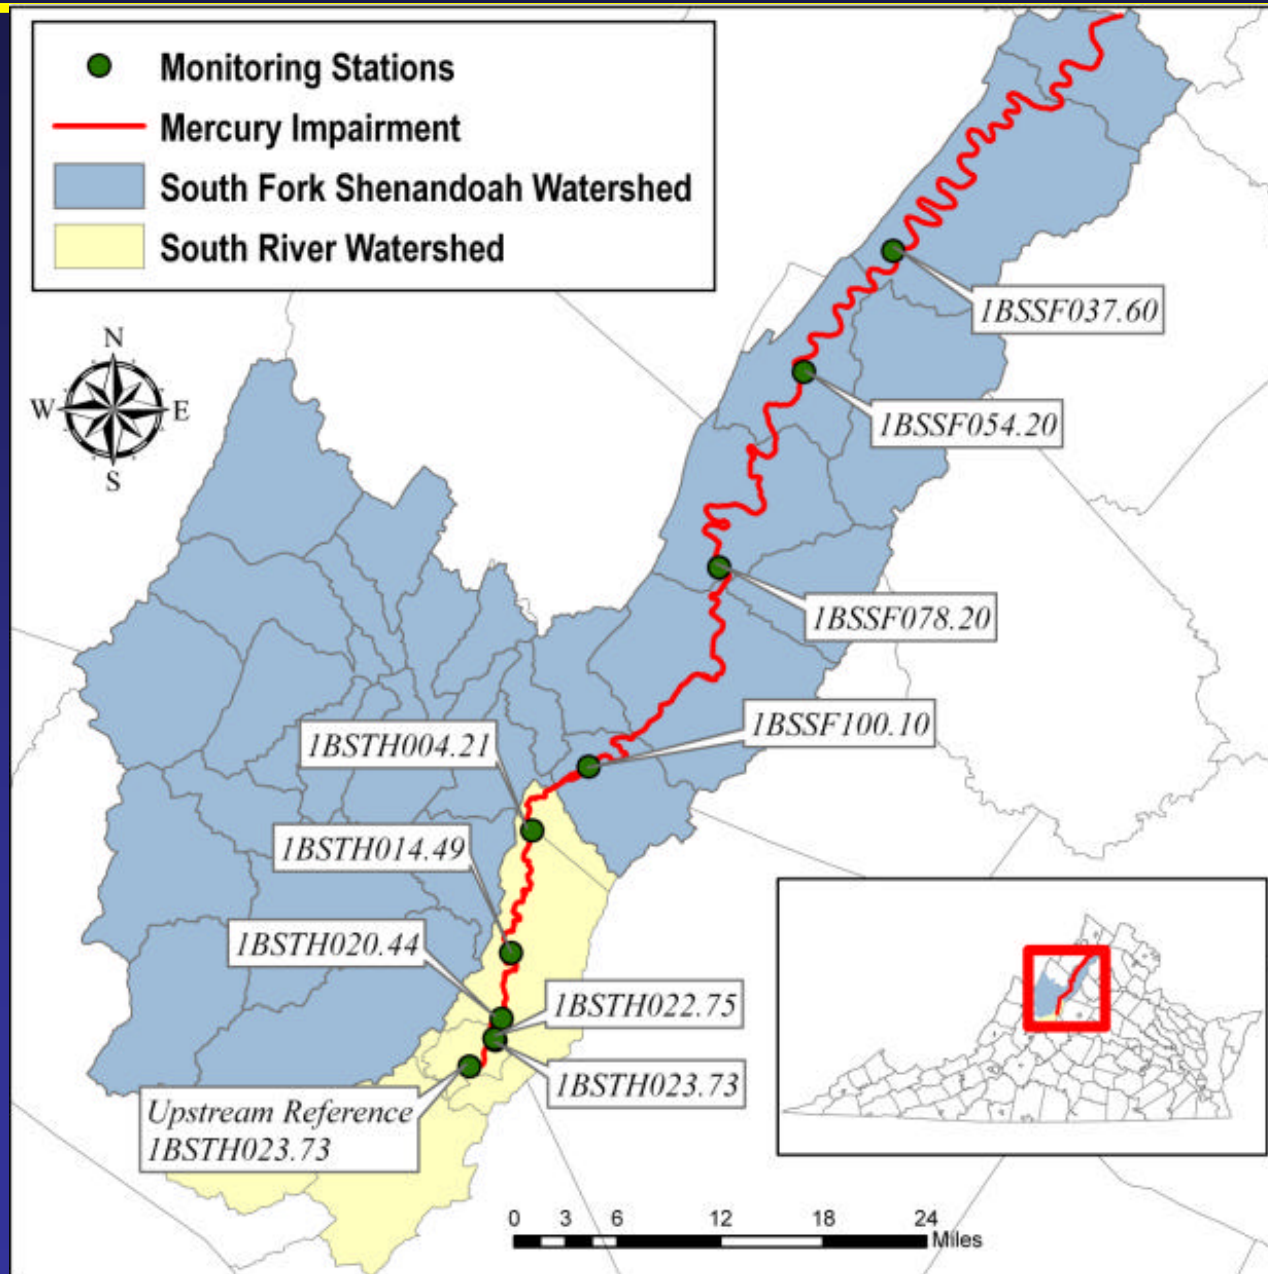 Monitoring Stations
Mercury Impairment
South Fork Shenandoah Watershed
South River Watershed
N
W
E
S
1BSSF037.60
1BSSF054.20
1BSSF078.20
1BSSF100.10
1BSTH004.21
1BSTH014.49
1BSTH020.44
1BSTH022.75
1BSTH023.73
Upstream Reference
1BSTH023.73
0 3 6 12 18 24
Miles